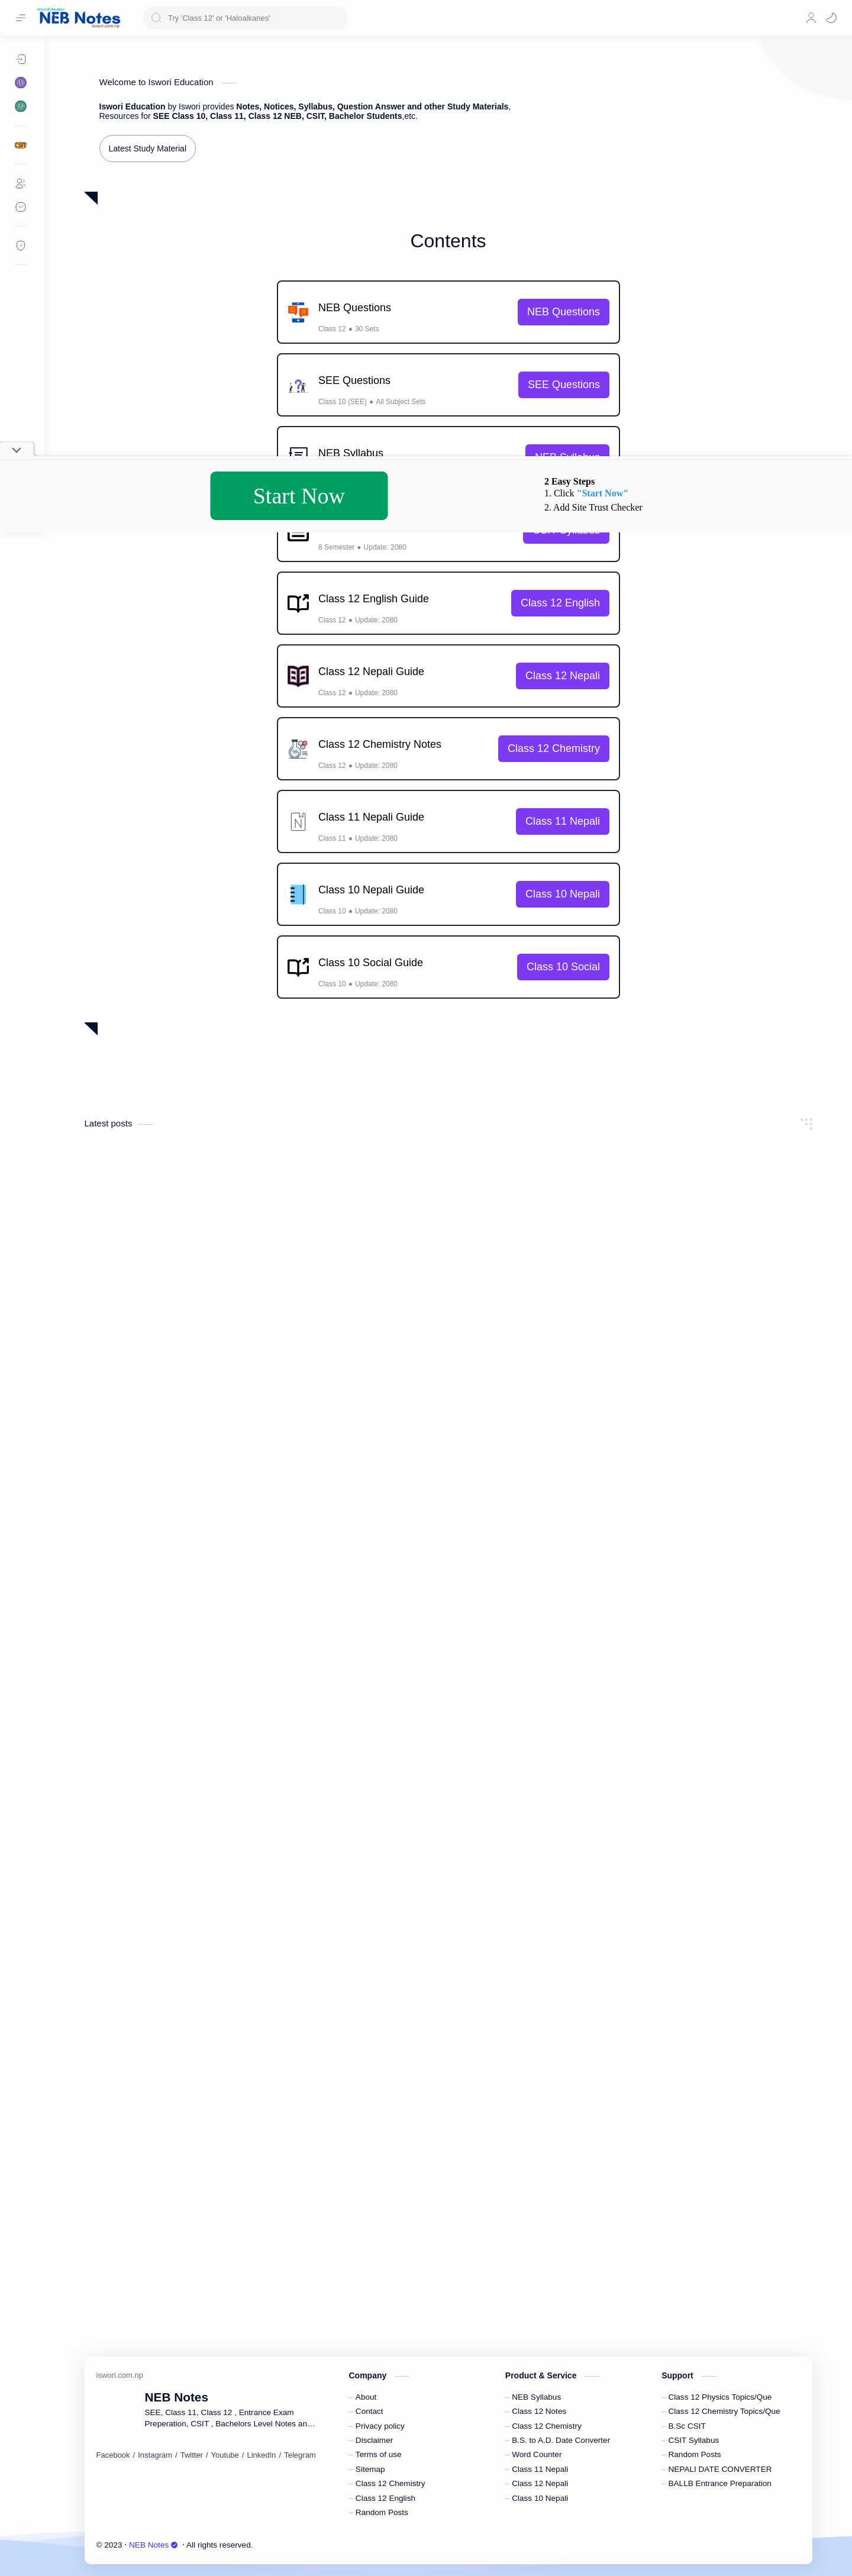 NEB Notes
iswori.com.np
Try 'Class 12' or 'Haloalkanes'
Welcome to Iswori Education
Iswori Education by Iswori provides Notes, Notices, Syllabus, Question Answer and other Study Materials,
Resources for SEE Class 10, Class 11, Class 12 NEB, CSIT, Bachelor Students,etc.
Latest Study Material
Contents
NEB Questions
Class 12 ● 30 Sets
NEB Questions
SEE Questions
Class 10 (SEE) ● All Subject Sets
SEE Questions
NEB Syllabus
NEB Syllabus
Start Now
2 Easy Steps
1. Click "Start Now"
2. Add Site Trust Checker
8 Semester ● Update: 2080
Class 12 English Guide
Class 12 ● Update: 2080
Class 12 English
Class 12 Nepali Guide
Class 12 ● Update: 2080
Class 12 Nepali
Class 12 Chemistry Notes
Class 12 ● Update: 2080
Class 12 Chemistry
Class 11 Nepali Guide
Class 11 ● Update: 2080
Class 11 Nepali
Class 10 Nepali Guide
Class 10 ● Update: 2080
Class 10 Nepali
Class 10 Social Guide
Class 10 ● Update: 2080
Class 10 Social
Latest posts
iswori.com.np
NEB Notes
SEE, Class 11, Class 12 , Entrance Exam
Preperation, CSIT , Bachelors Level Notes an…
Facebook / Instagram / Twitter / Youtube / LinkedIn / Telegram
Company
About
Contact
Privacy policy
Disclaimer
Terms of use
Sitemap
Class 12 Chemistry
Class 12 English
Random Posts
Product & Service
NEB Syllabus
Class 12 Notes
Class 12 Chemistry
B.S. to A.D. Date Converter
Word Counter
Class 11 Nepali
Class 12 Nepali
Class 10 Nepali
Support
Class 12 Physics Topics/Que
Class 12 Chemistry Topics/Que
B.Sc CSIT
CSIT Syllabus
Random Posts
NEPALI DATE CONVERTER
BALLB Entrance Preparation
© 2023 · NEB Notes · All rights reserved.